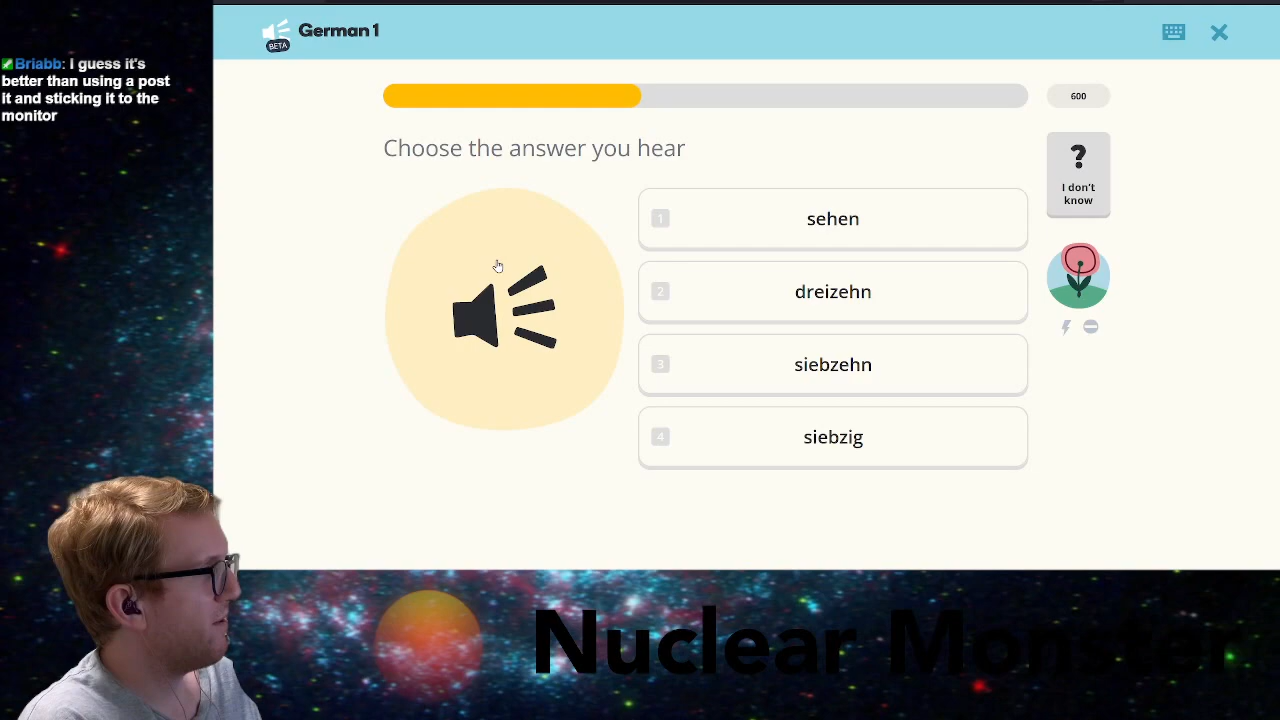 German 1
BETA
Briabb: I guess it's
better than using a post
it and sticking it to the
monitor
600
Choose the answer you hear
?
I don't
know
1 sehen
2 dreizehn
3 siebzehn
4 siebzig
Nuclear Monster